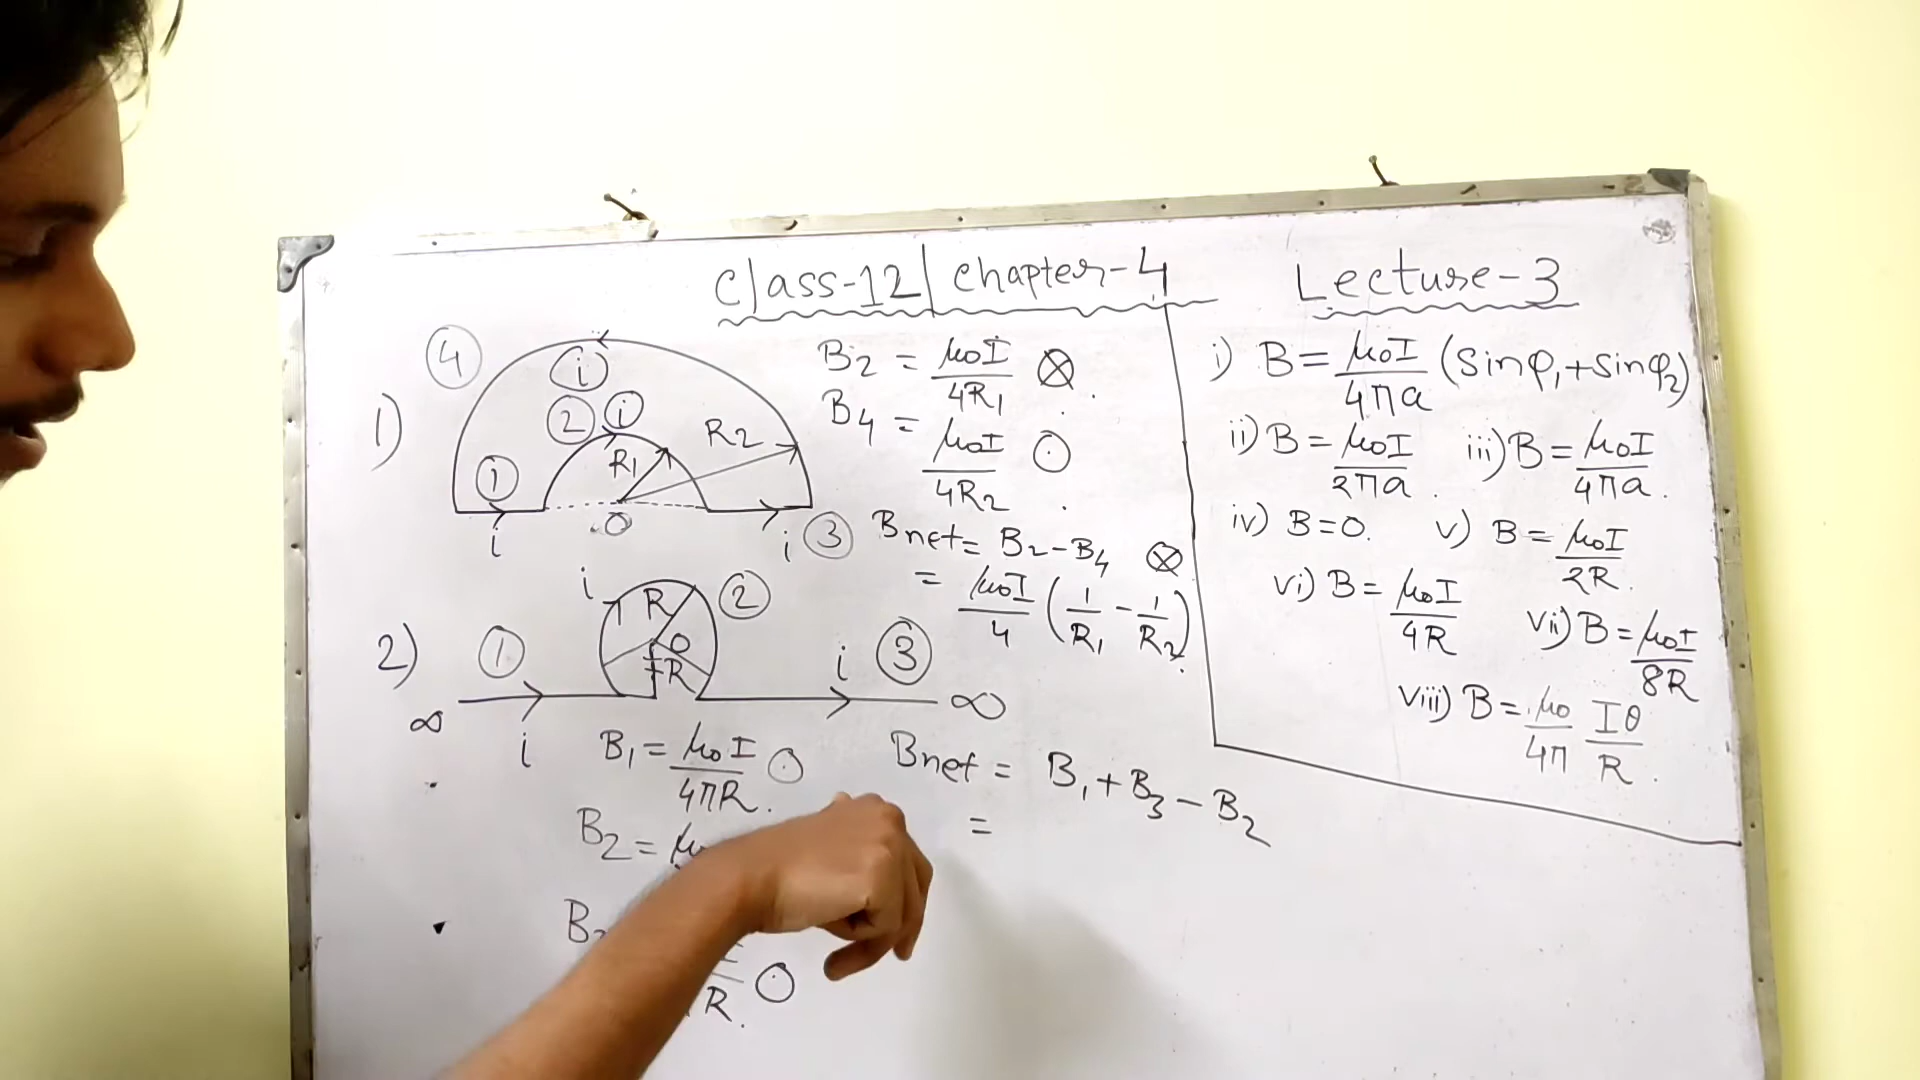 Class-12 | Chapter-4
Lecture-3
1)
④
ⓘ
② ⓘ
R₁
R₂
①
O
i
i ③
B₂ = μ₀I/4R₁ ⊗
B₄ = μ₀I/4R₂ ⊙
Bnet = B₂ - B₄ ⊗
= μ₀I/4 (1/R₁ - 1/R₂)
2)
i
R
②
①
O
R
i ③
∞
∞
i
B₁ = μ₀I/4πR. ⊙
B₂ = μ₀
B
R. ⊙
Bnet = B₁ + B₃ - B₂
=
i) B = μ₀I/4πa (Sinφ₁ + sinφ₂)
ii) B = μ₀I/2πa.
iii) B = μ₀I/4πa.
iv) B=0.
v) B = μ₀I/2R.
vi) B = μ₀I/4R
vii) B = μ₀I/8R
viii) B = μ₀/4π Iθ/R.